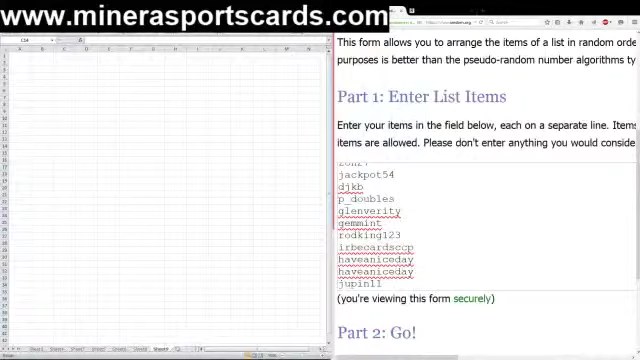 www.minerasportscards.com
This form allows you to arrange the items of a list in random orde
purposes is better than the pseudo-random number algorithms ty
Part 1: Enter List Items
Enter your items in the field below, each on a separate line. Items
items are allowed. Please don't enter anything you would conside
jackpot54
djkb
p_doubles
glenverity
gemmint
rodking123
irbecardsccp
haveaniceday
haveaniceday
jupin11
(you're viewing this form securely)
Part 2: Go!